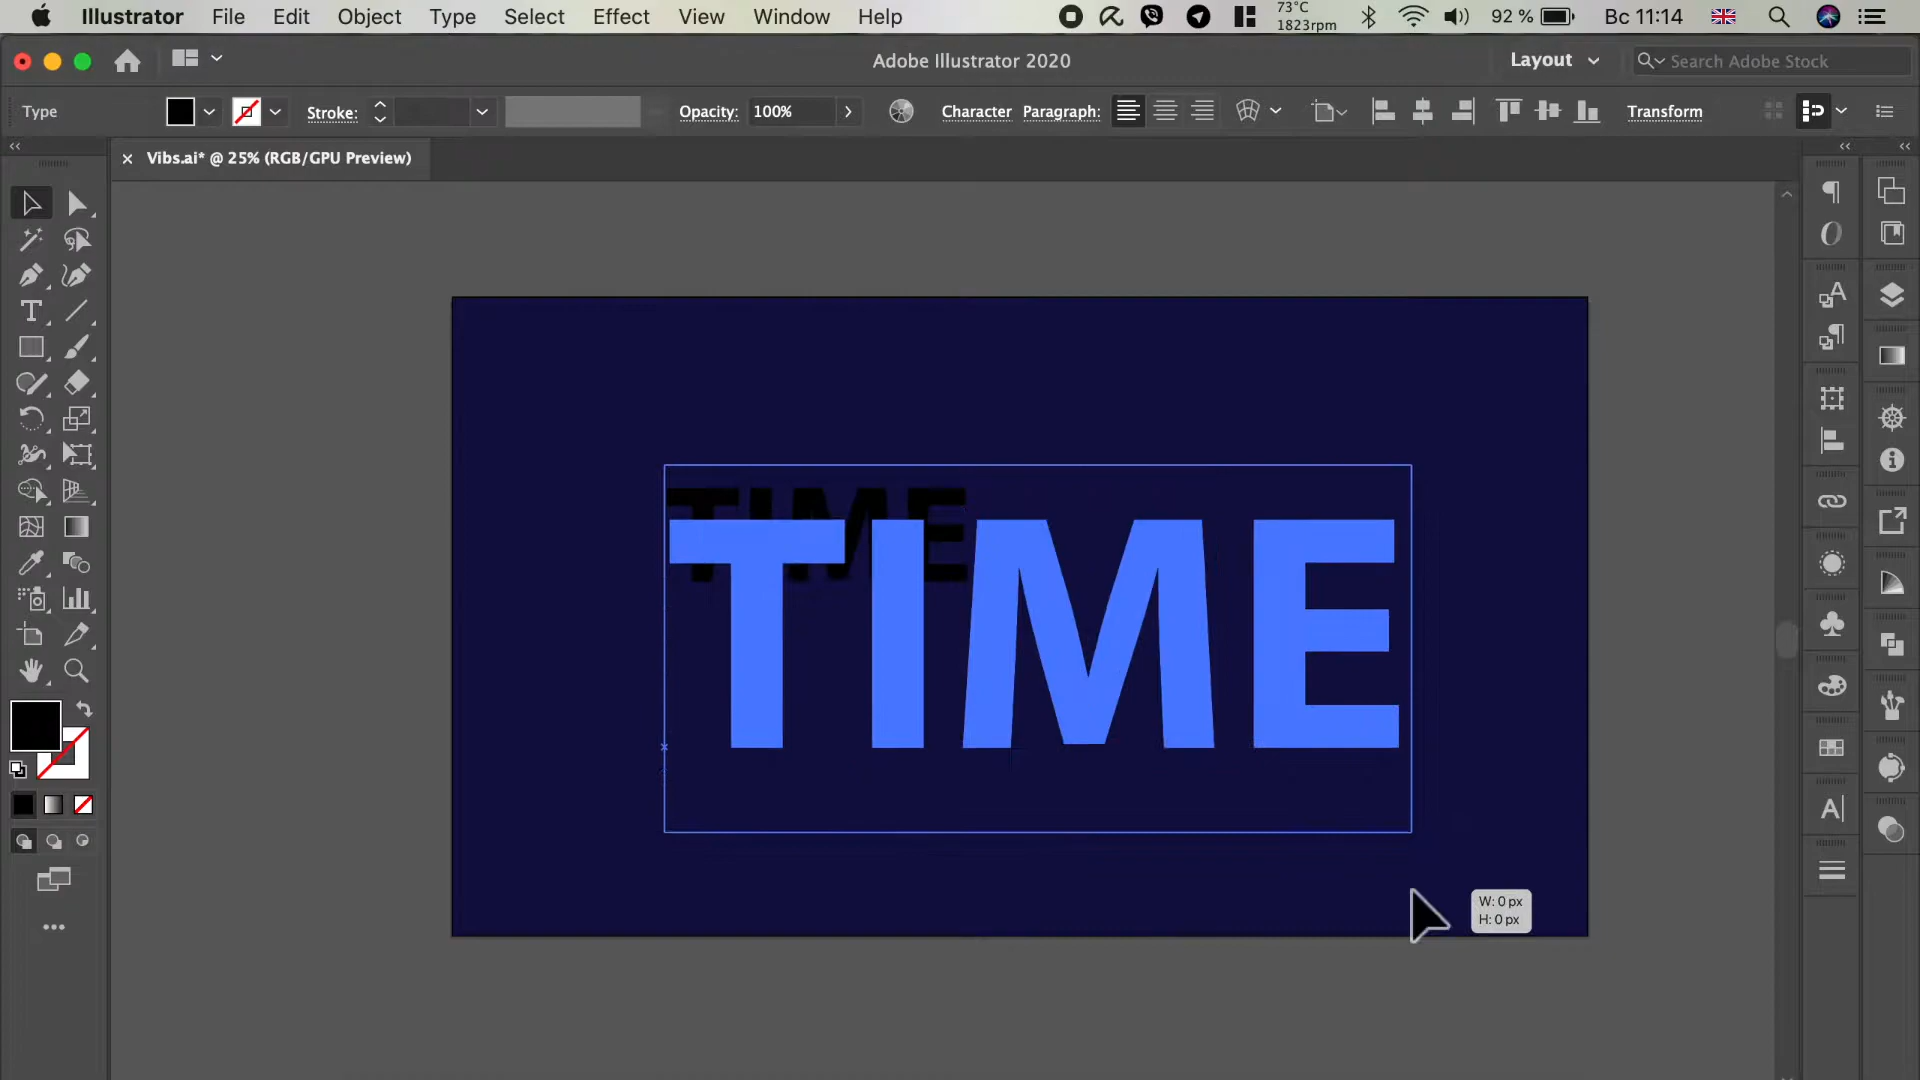 Illustrator File Edit Object Type Select Effect View Window Help 73°C 1823rpm 92 % Вс 11:14
Adobe Illustrator 2020 Layout Search Adobe Stock
Type Stroke: Opacity: 100% Character Paragraph: Transform
Vibs.ai* @ 25% (RGB/GPU Preview)
TIME
TIME
W: 0 px
H: 0 px